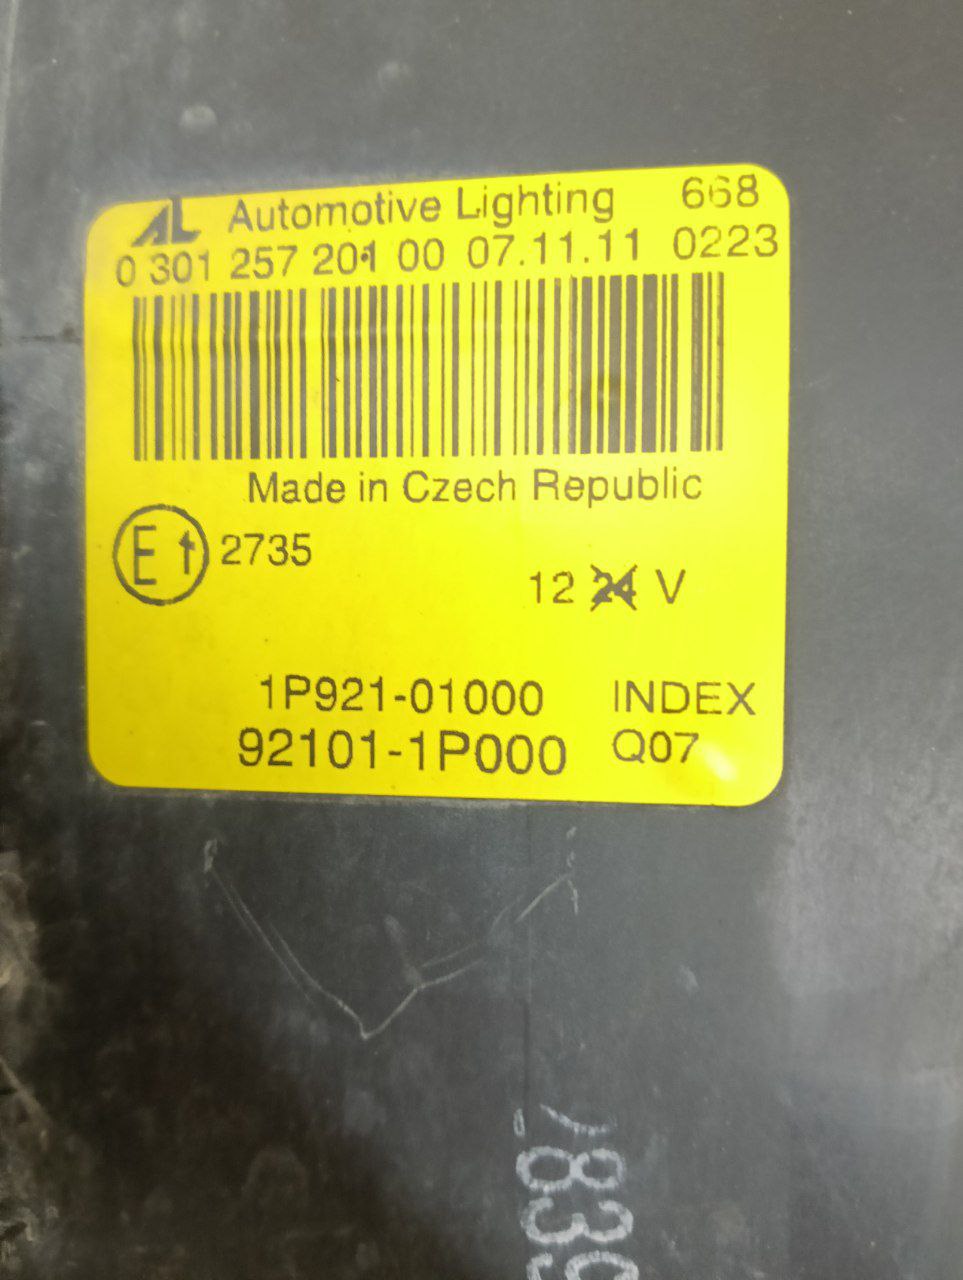 AL Automotive Lighting 668
0 301 257 201 00 07.11.11 0223
Made in Czech Republic
E1 2735
12 24 V
1P921-01000 INDEX
92101-1P000 Q07